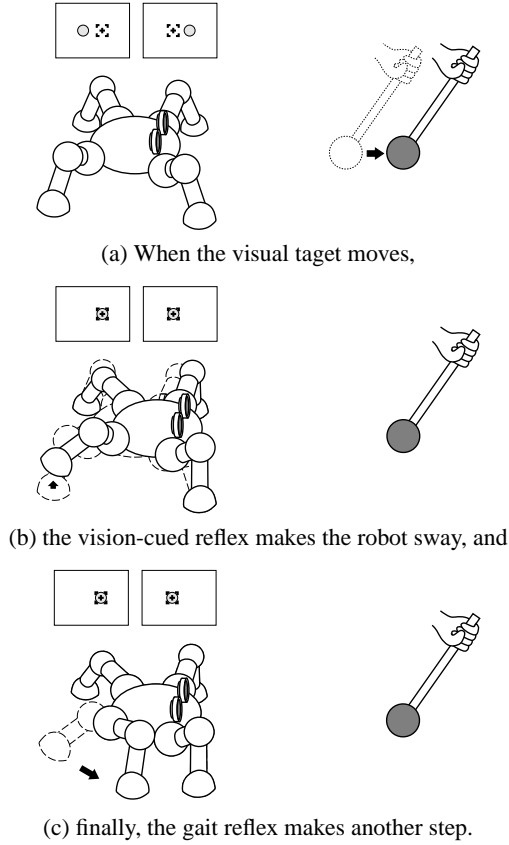 (a) When the visual taget moves,
(b) the vision-cued reflex makes the robot sway, and
(c) finally, the gait reflex makes another step.